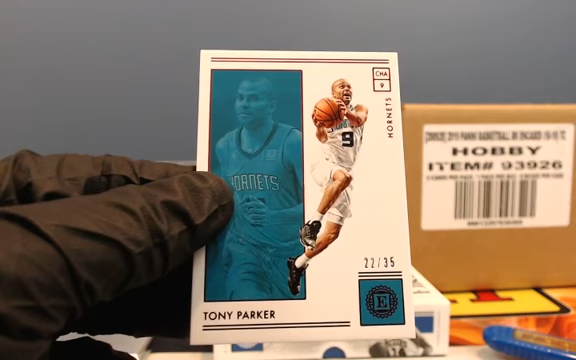 CHA
9
HORNETS
HORNETS
9
22/35
E
TONY PARKER
HOBBY
ITEM# 93926